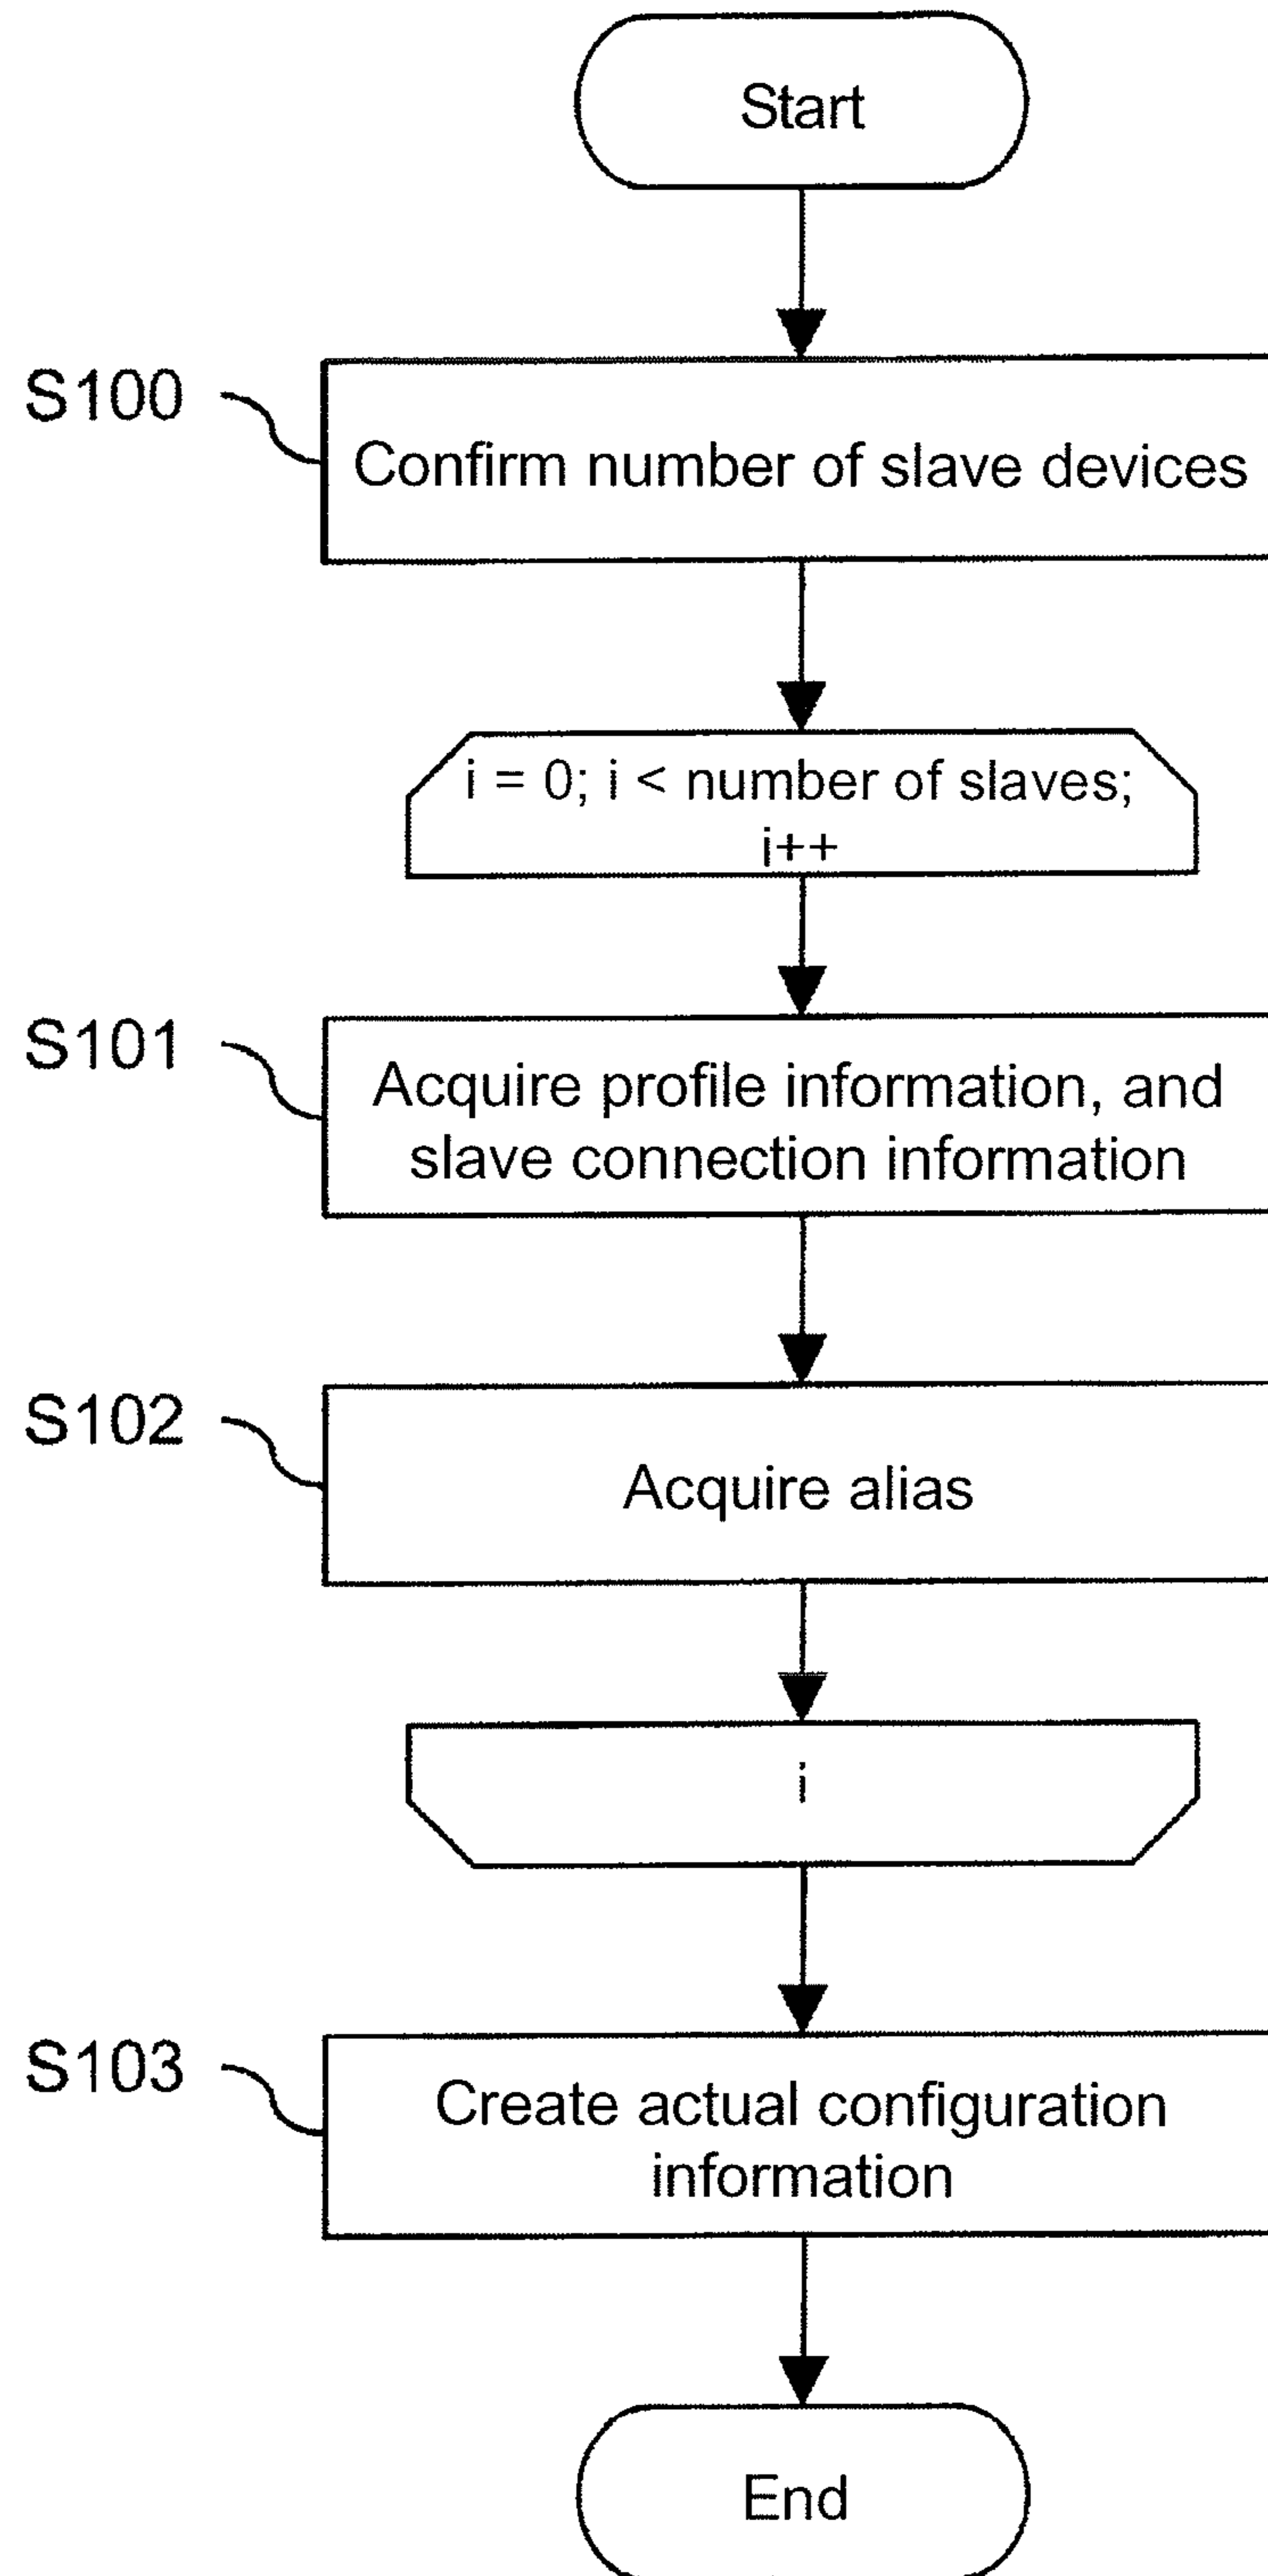 Start
S100
Confirm number of slave devices
i = 0; i < number of slaves;
i++
S101
Acquire profile information, and
slave connection information
S102
Acquire alias
i
S103
Create actual configuration
information
End